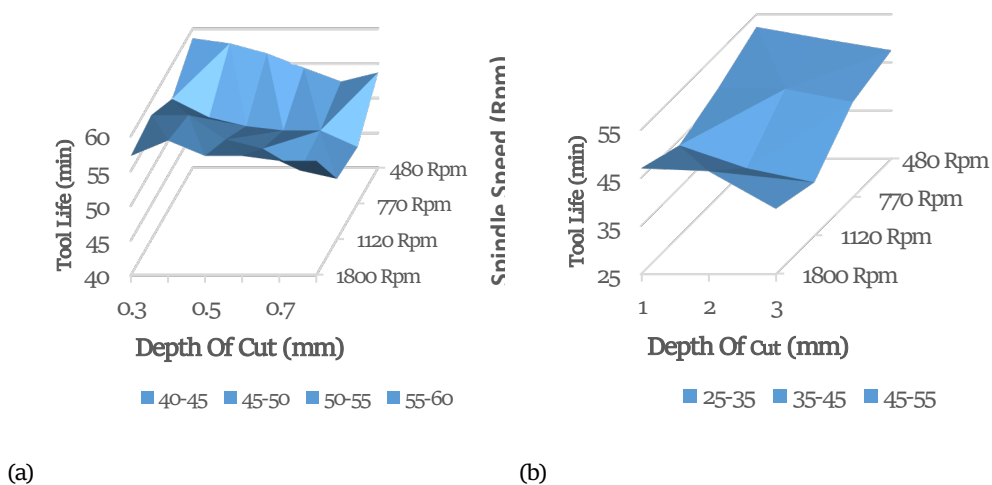 60
55
50
45
40
Tool Life (min)
480 Rpm
770 Rpm
1120 Rpm
1800 Rpm
0.3 0.5 0.7
Depth Of Cut (mm)
40-45 45-50 50-55 55-60
(a)
Spindle Speed (Rpm)
55
45
35
25
Tool Life (min)
480 Rpm
770 Rpm
1120 Rpm
1800 Rpm
1 2 3
Depth Of Cut (mm)
25-35 35-45 45-55
(b)